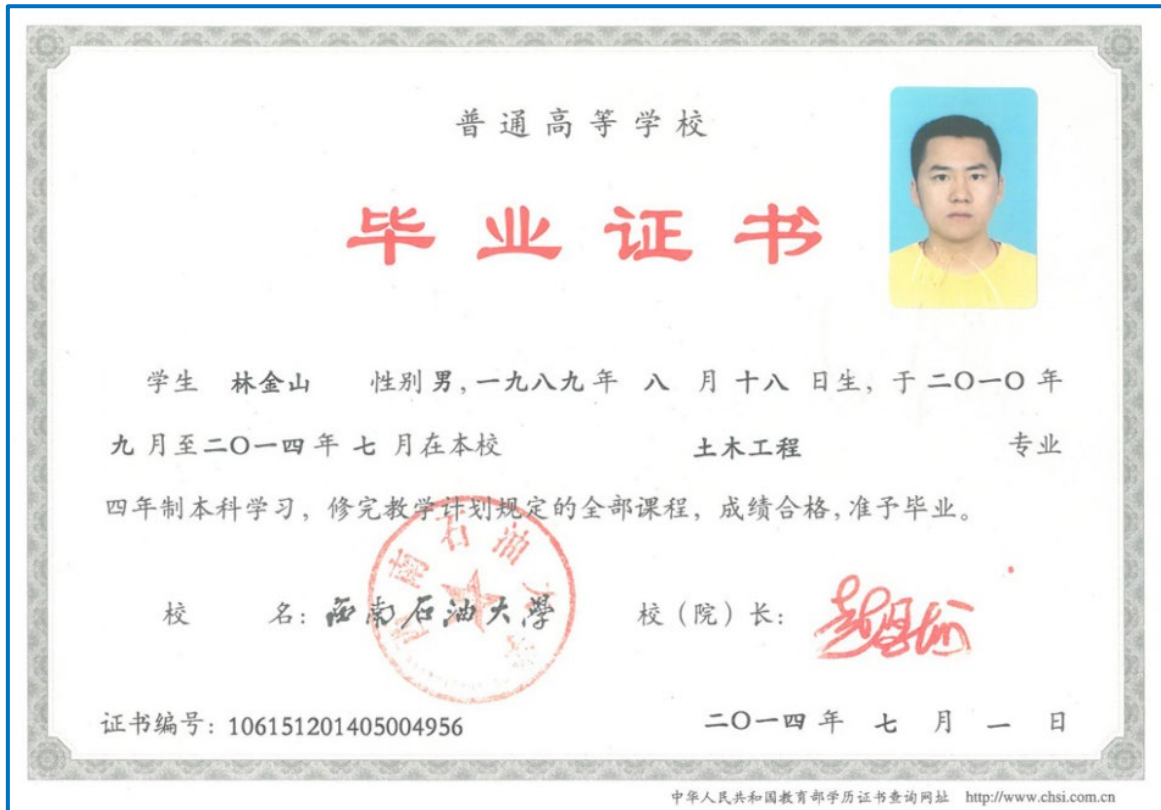 普通高等学校
毕业证书
学生 林金山 性别 男，一九八九年 八 月 十八 日生，于 二〇一〇 年
九 月至二〇一四 年 七 月在本校 土木工程 专业
四年制本科学习，修完教学计划规定的全部课程，成绩合格，准予毕业。
西南石油大学
校 名：西南石油大學 校（院）长：
证书编号：106151201405004956 二〇一四 年 七 月 一 日
中华人民共和国教育部学历证书查询网址 http://www.chsi.com.cn